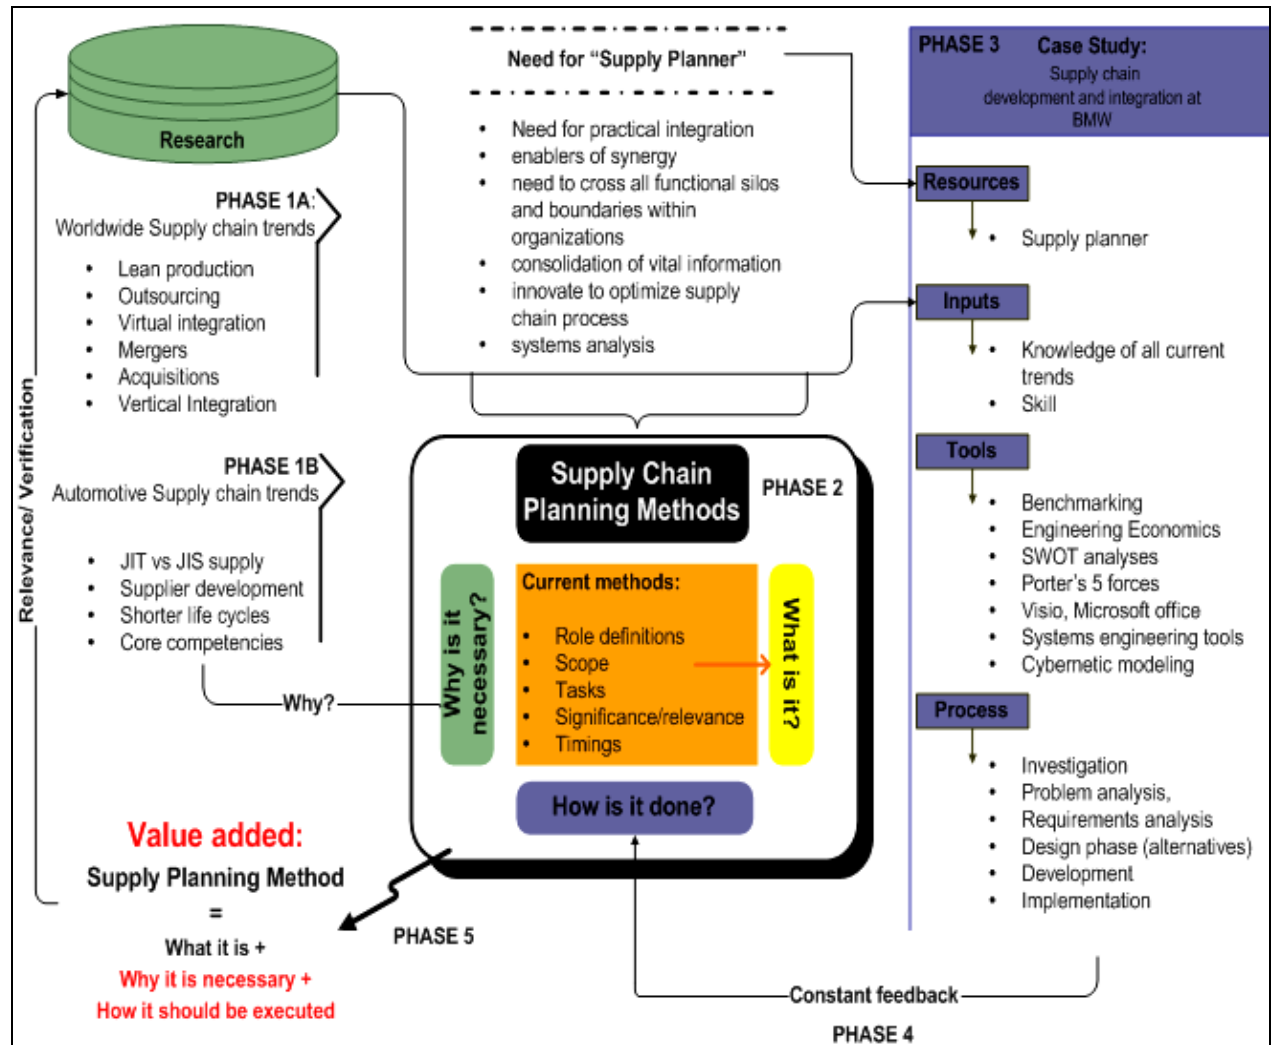 Research
PHASE 1A:
Worldwide Supply chain trends
• Lean production
• Outsourcing
• Virtual integration
• Mergers
• Acquisitions
• Vertical Integration
PHASE 1B
Automotive Supply chain trends
• JIT vs JIS supply
• Supplier development
• Shorter life cycles
• Core competencies
Why?
Relevance/ Verification
Need for “Supply Planner”
• Need for practical integration
• enablers of synergy
• need to cross all functional silos
and boundaries within
organizations
• consolidation of vital information
• innovate to optimize supply
chain process
• systems analysis
Supply Chain
Planning Methods
PHASE 2
Why is it
necessary?
Current methods:
• Role definitions
• Scope
• Tasks
• Significance/relevance
• Timings
What is it?
How is it done?
PHASE 3
Case Study:
Supply chain
development and integration at
BMW
Resources
• Supply planner
Inputs
• Knowledge of all current
trends
• Skill
Tools
• Benchmarking
• Engineering Economics
• SWOT analyses
• Porter’s 5 forces
• Visio, Microsoft office
• Systems engineering tools
• Cybernetic modeling
Process
• Investigation
• Problem analysis,
• Requirements analysis
• Design phase (alternatives)
• Development
• Implementation
Constant feedback
PHASE 4
PHASE 5
Value added:
Supply Planning Method
=
What it is +
Why it is necessary +
How it should be executed